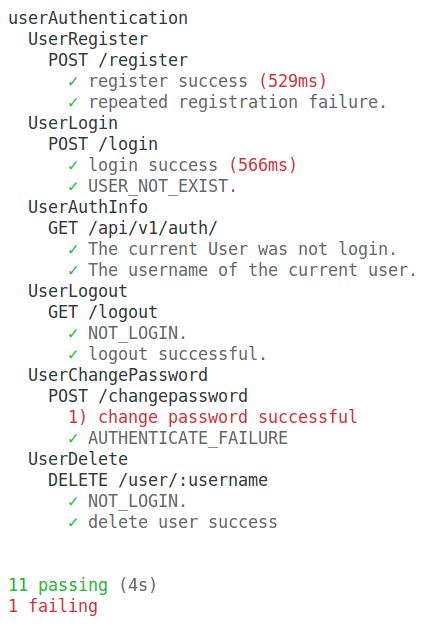 userAuthentication
UserRegister
POST /register
✓ register success (529ms)
✓ repeated registration failure.
UserLogin
POST /login
✓ login success (566ms)
✓ USER_NOT_EXIST.
UserAuthInfo
GET /api/v1/auth/
✓ The current User was not login.
✓ The username of the current user.
UserLogout
GET /logout
✓ NOT_LOGIN.
✓ logout successful.
UserChangePassword
POST /changepassword
1) change password successful
✓ AUTHENTICATE_FAILURE
UserDelete
DELETE /user/:username
✓ NOT_LOGIN.
✓ delete user success
11 passing (4s)
1 failing